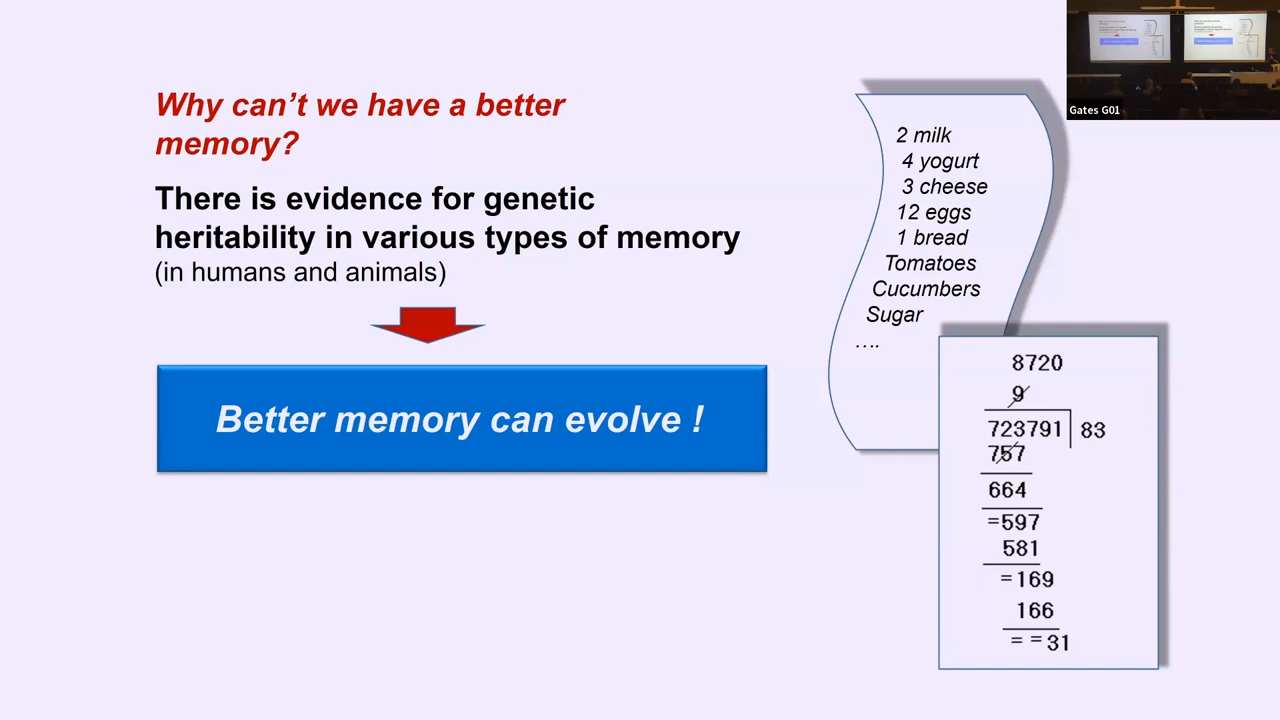 Why can't we have a better
memory?
There is evidence for genetic
heritability in various types of memory
(in humans and animals)
Better memory can evolve !
2 milk
4 yogurt
3 cheese
12 eggs
1 bread
Tomatoes
Cucumbers
Sugar
....
8720
9
723791 83
757
664
=597
581
=169
166
= =31
Gates G01